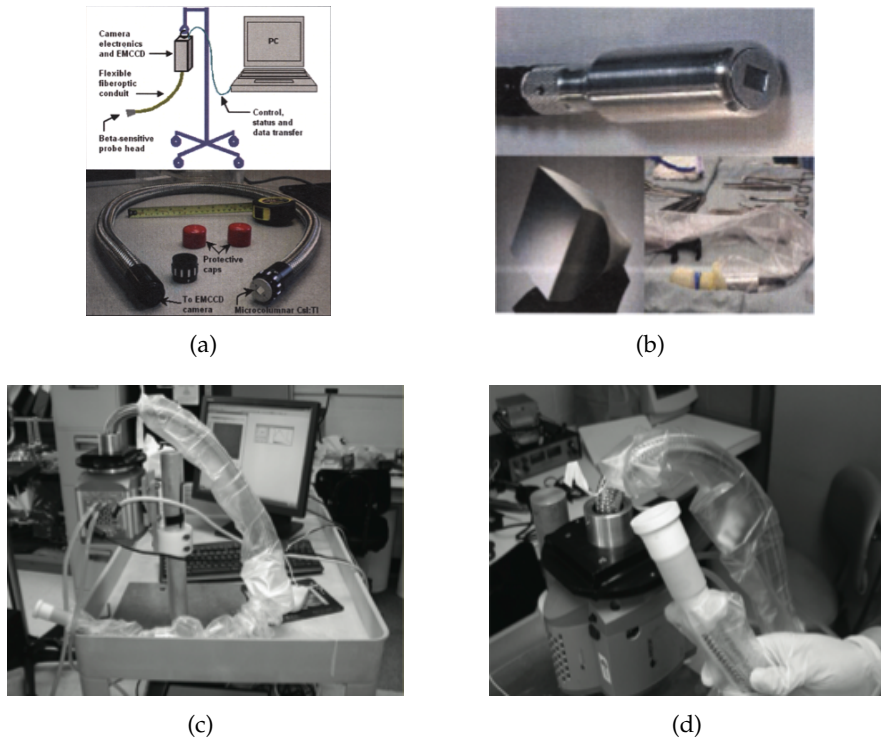 Camera
electronics and EMCCD
PC
Flexible
fiberoptic
conduit
Control,
status and
data transfer
Beta-sensitive
probe head
Protective
caps
To EMCCD
camera
Microcolumnar CsI:Tl
(a)
(b)
(c)
(d)